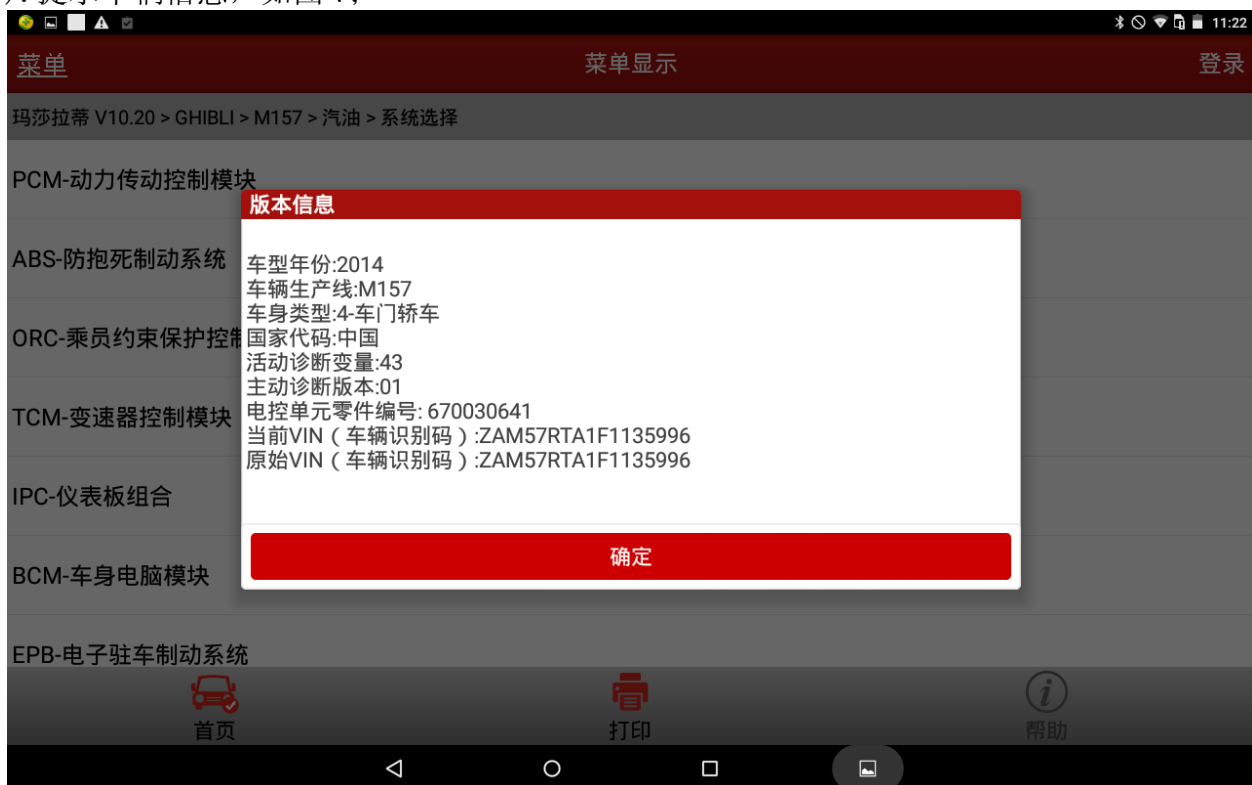 11:22
菜单 菜单显示 登录
玛莎拉蒂 V10.20 > GHIBLI > M157 > 汽油 > 系统选择
PCM-动力传动控制模块
版本信息
ABS-防抱死制动系统
车型年份:2014
车辆生产线:M157
车身类型:4-车门轿车
ORC-乘员约束保护控制
国家代码:中国
活动诊断变量:43
主动诊断版本:01
TCM-变速器控制模块
电控单元零件编号: 670030641
当前VIN ( 车辆识别码 ) :ZAM57RTA1F1135996
原始VIN ( 车辆识别码 ) :ZAM57RTA1F1135996
IPC-仪表板组合
确定
BCM-车身电脑模块
EPB-电子驻车制动系统
首页 打印 帮助